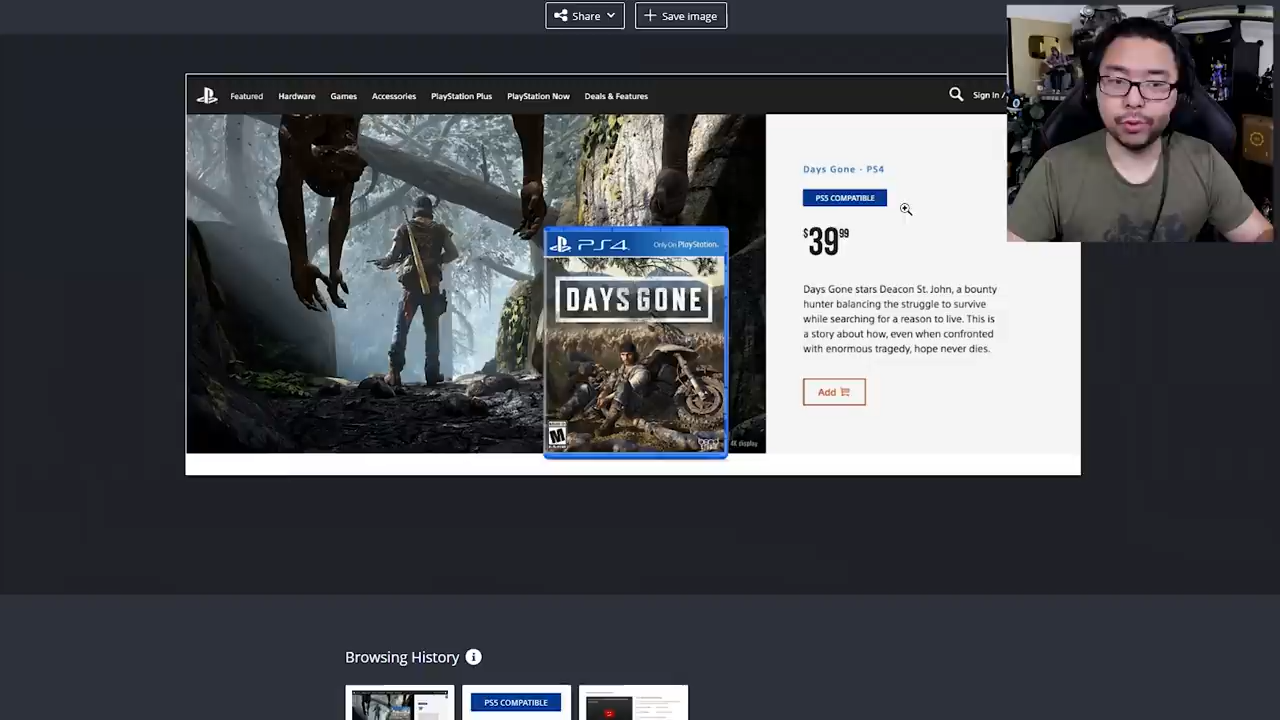 Share
Save image
Featured
Hardware
Games
Accessories
PlayStation Plus
PlayStation Now
Deals & Features
Sign In /
Days Gone - PS4
PS5 COMPATIBLE
$39.99
Days Gone stars Deacon St. John, a bounty
hunter balancing the struggle to survive
while searching for a reason to live. This is
a story about how, even when confronted
with enormous tragedy, hope never dies.
Add
PS4
Only On PlayStation.
DAYS GONE
M
4K display
Browsing History
PS5 COMPATIBLE